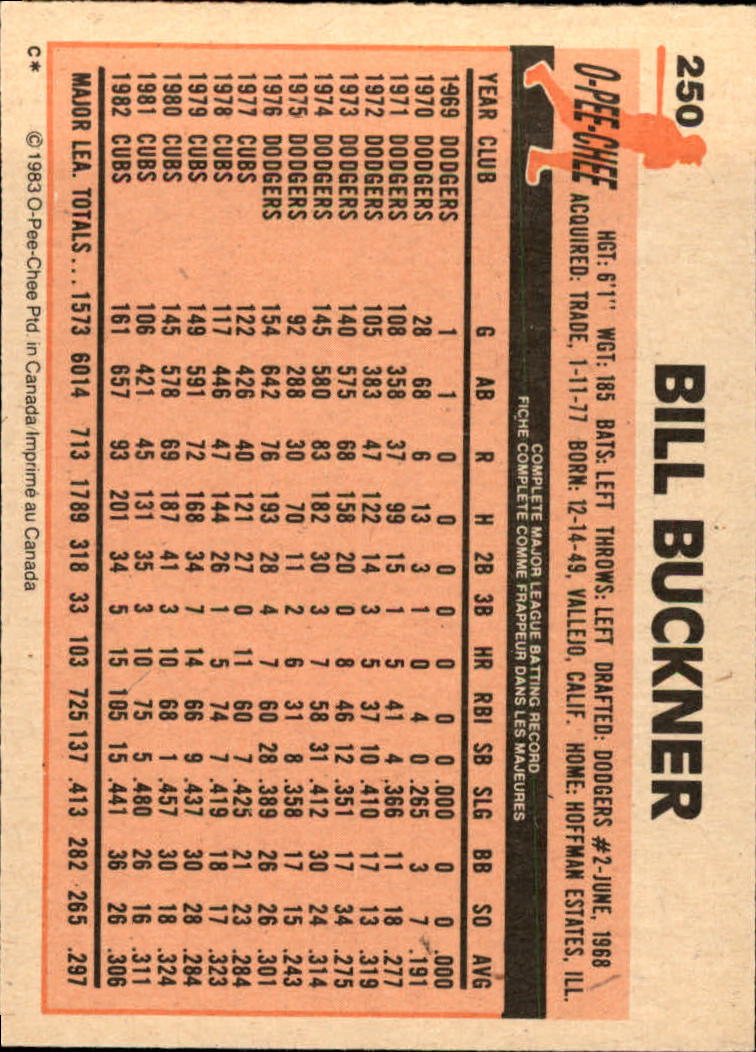 250
BILL BUCKNER
O-PEE-CHEE
HGT: 6'1" WGT: 185 BATS: LEFT THROWS: LEFT DRAFTED: DODGERS #2-JUNE, 1968
ACQUIRED: TRADE, 1-11-77 BORN: 12-14-49, VALLEJO, CALIF. HOME: HOFFMAN ESTATES, ILL.
COMPLETE MAJOR LEAGUE BATTING RECORD
FICHE COMPLETE COMME FRAPPEUR DANS LES MAJEURES
YEAR CLUB G AB R H 2B 3B HR RBI SB SLG BB SO AVG
1969 DODGERS 1 1 0 0 0 0 0 0 0 .000 0 0 .000
1970 DODGERS 28 68 6 13 3 1 0 4 0 .265 3 7 .191
1971 DODGERS 108 358 37 99 15 1 5 41 4 .366 11 18 .277
1972 DODGERS 105 383 47 122 14 3 5 37 10 .410 17 13 .319
1973 DODGERS 140 575 68 158 20 0 8 46 12 .351 17 34 .275
1974 DODGERS 145 580 83 182 30 3 7 58 31 .412 30 24 .314
1975 DODGERS 92 288 30 70 11 2 6 31 8 .358 17 15 .243
1976 DODGERS 154 642 76 193 28 4 7 60 28 .389 26 26 .301
1977 CUBS 122 426 40 121 27 0 11 60 7 .425 21 23 .284
1978 CUBS 117 446 47 144 26 1 5 74 7 .419 18 17 .323
1979 CUBS 149 591 72 168 34 7 14 66 9 .437 30 28 .284
1980 CUBS 145 578 69 187 41 3 10 68 1 .457 30 18 .324
1981 CUBS 106 421 45 131 35 3 10 75 5 .480 26 16 .311
1982 CUBS 161 657 93 201 34 5 15 105 15 .441 36 26 .306
MAJOR LEA. TOTALS... 1573 6014 713 1789 318 33 103 725 137 .413 282 265 .297
C* © 1983 O-Pee-Chee Ptd. in Canada/Imprimé au Canada